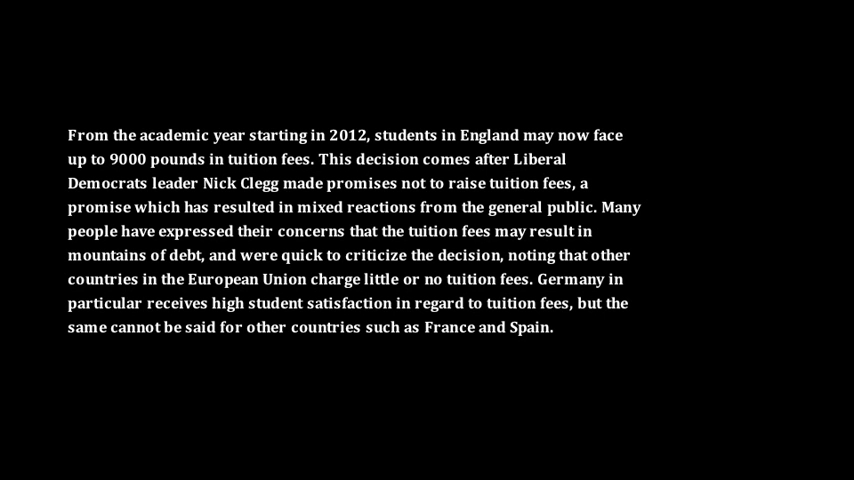 From the academic year starting in 2012, students in England may now face
up to 9000 pounds in tuition fees. This decision comes after Liberal
Democrats leader Nick Clegg made promises not to raise tuition fees, a
promise which has resulted in mixed reactions from the general public. Many
people have expressed their concerns that the tuition fees may result in
mountains of debt, and were quick to criticize the decision, noting that other
countries in the European Union charge little or no tuition fees. Germany in
particular receives high student satisfaction in regard to tuition fees, but the
same cannot be said for other countries such as France and Spain.